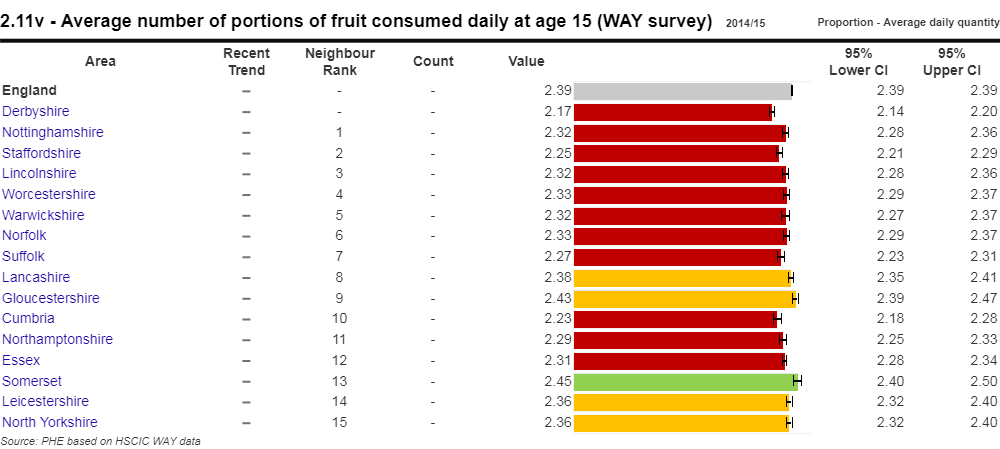 2.11v - Average number of portions of fruit consumed daily at age 15 (WAY survey) 2014/15 Proportion - Average daily quantity
Area Recent Trend Neighbour Rank Count Value 95% Lower CI 95% Upper CI
England – - - 2.39 2.39 2.39
Derbyshire – - - 2.17 2.14 2.20
Nottinghamshire – 1 - 2.32 2.28 2.36
Staffordshire – 2 - 2.25 2.21 2.29
Lincolnshire – 3 - 2.32 2.28 2.36
Worcestershire – 4 - 2.33 2.29 2.37
Warwickshire – 5 - 2.32 2.27 2.37
Norfolk – 6 - 2.33 2.29 2.37
Suffolk – 7 - 2.27 2.23 2.31
Lancashire – 8 - 2.38 2.35 2.41
Gloucestershire – 9 - 2.43 2.39 2.47
Cumbria – 10 - 2.23 2.18 2.28
Northamptonshire – 11 - 2.29 2.25 2.33
Essex – 12 - 2.31 2.28 2.34
Somerset – 13 - 2.45 2.40 2.50
Leicestershire – 14 - 2.36 2.32 2.40
North Yorkshire – 15 - 2.36 2.32 2.40
Source: PHE based on HSCIC WAY data